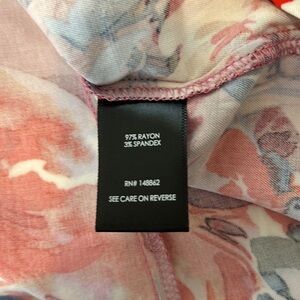 97% RAYON
3% SPANDEX
RN# 148862
SEE CARE ON REVERSE